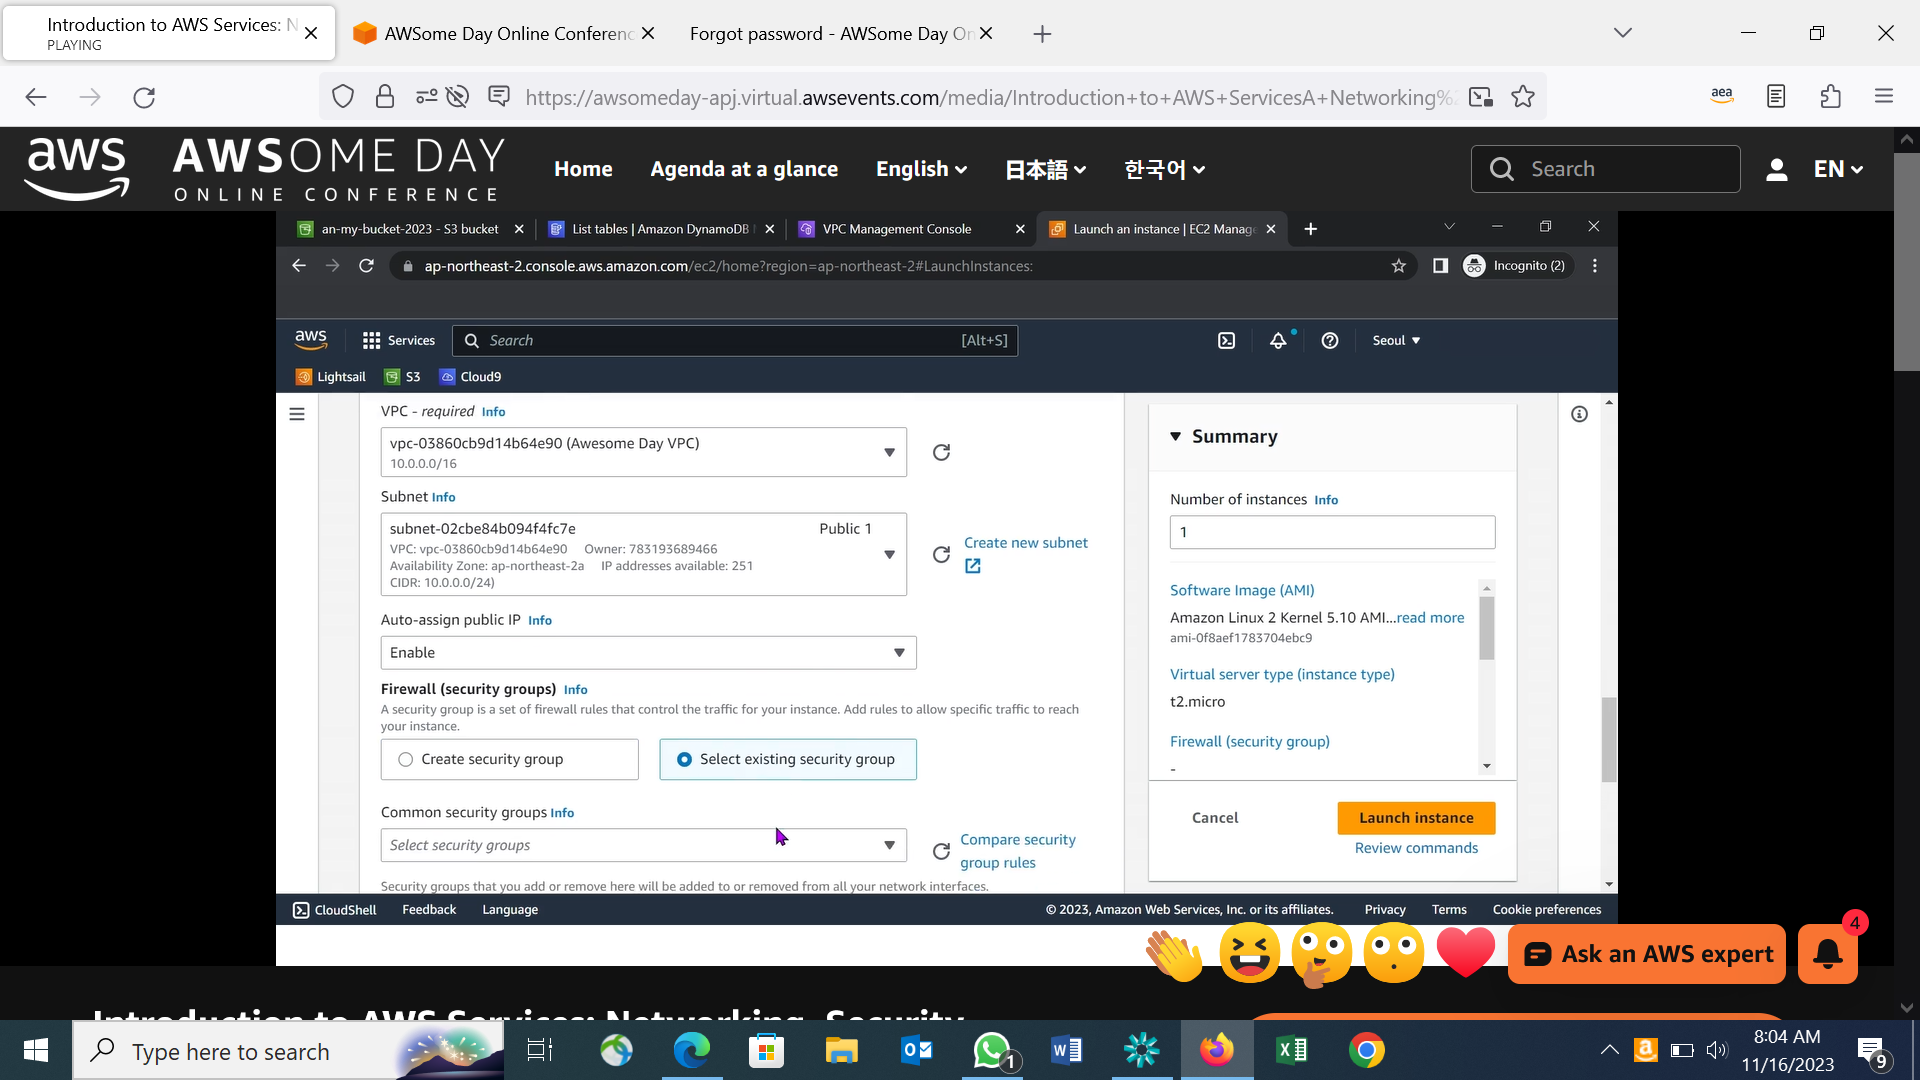 Introduction to AWS Services: N
PLAYING
AWSome Day Online Conferenc
Forgot password - AWSome Day On
https://awsomeday-apj.virtual.awsevents.com/media/Introduction+to+AWS+ServicesA+Networking%2
aea
aws
AWSOME DAY
ONLINE CONFERENCE
Home
Agenda at a glance
English
日本語
한국어
Search
EN
an-my-bucket-2023 - S3 bucket
List tables | Amazon DynamoDB
VPC Management Console
Launch an instance | EC2 Manage
ap-northeast-2.console.aws.amazon.com/ec2/home?region=ap-northeast-2#LaunchInstances:
Incognito (2)
aws
Services
Search
[Alt+S]
Seoul
Lightsail
S3
Cloud9
VPC - required Info
vpc-03860cb9d14b64e90 (Awesome Day VPC)
10.0.0.0/16
Subnet Info
subnet-02cbe84b094f4fc7e Public 1
VPC: vpc-03860cb9d14b64e90 Owner: 783193689466
Availability Zone: ap-northeast-2a IP addresses available: 251
CIDR: 10.0.0.0/24)
Create new subnet
Auto-assign public IP Info
Enable
Firewall (security groups) Info
A security group is a set of firewall rules that control the traffic for your instance. Add rules to allow specific traffic to reach
your instance.
Create security group
Select existing security group
Common security groups Info
Select security groups
Compare security
group rules
Security groups that you add or remove here will be added to or removed from all your network interfaces.
Summary
Number of instances Info
1
Software Image (AMI)
Amazon Linux 2 Kernel 5.10 AMI...read more
ami-0f8aef1783704ebc9
Virtual server type (instance type)
t2.micro
Firewall (security group)
-
Cancel
Launch instance
Review commands
CloudShell
Feedback
Language
© 2023, Amazon Web Services, Inc. or its affiliates.
Privacy
Terms
Cookie preferences
Ask an AWS expert
4
Introduction to AWS Services: Networking, Security
Type here to search
1
8:04 AM
11/16/2023
9